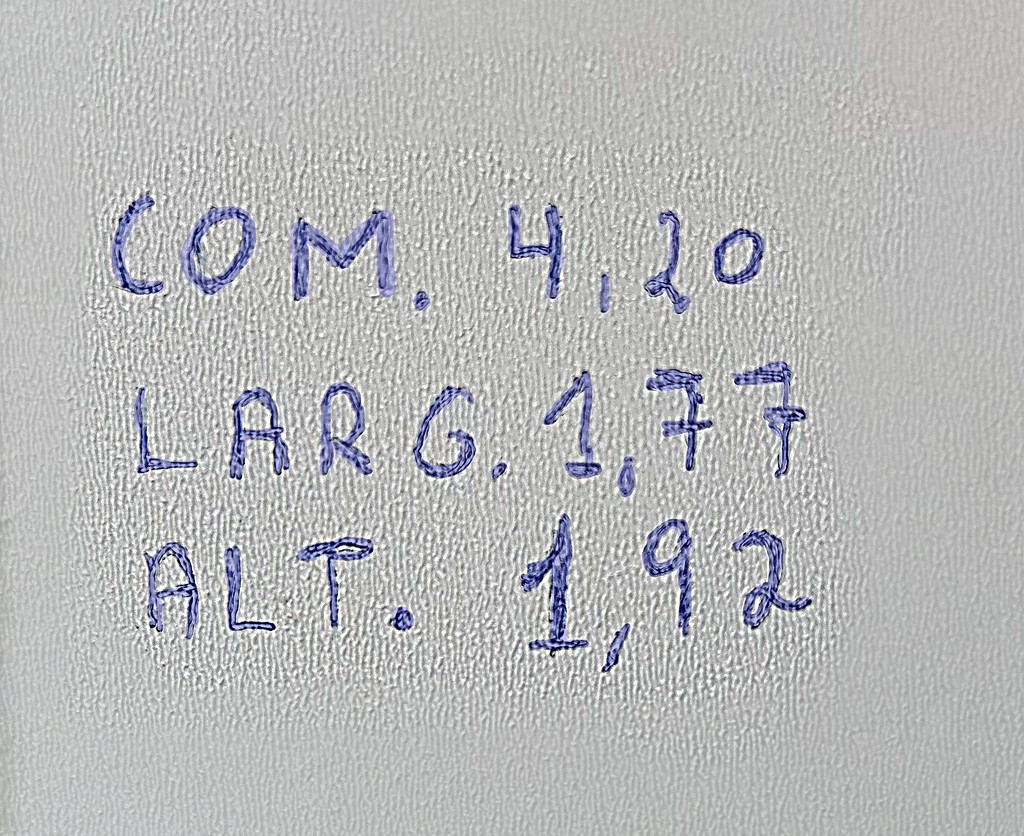 COM. 4,20
LARG. 1,77
ALT. 1,92